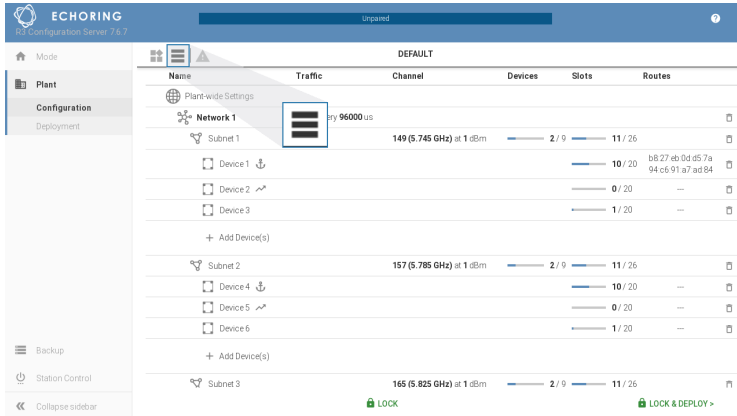 ECHORING
R3 Configuration Server 7.6.7
Unpaired
?
Mode
Plant
Configuration
Deployment
Backup
Station Control
Collapse sidebar
DEFAULT
Name Traffic Channel Devices Slots Routes
Plant-wide Settings
Network 1 ery 96000 us
Subnet 1 149 (5.745 GHz) at 1 dBm 2 / 9 11 / 26
Device 1 10 / 20 b8:27:eb:0d:d5:7a
94:c6:91:a7:ad:84
Device 2 0 / 20 ---
Device 3 1 / 20 ---
+ Add Device(s)
Subnet 2 157 (5.785 GHz) at 1 dBm 2 / 9 11 / 26
Device 4 10 / 20 ---
Device 5 0 / 20 ---
Device 6 1 / 20 ---
+ Add Device(s)
Subnet 3 165 (5.825 GHz) at 1 dBm 2 / 9 11 / 26
LOCK LOCK & DEPLOY >